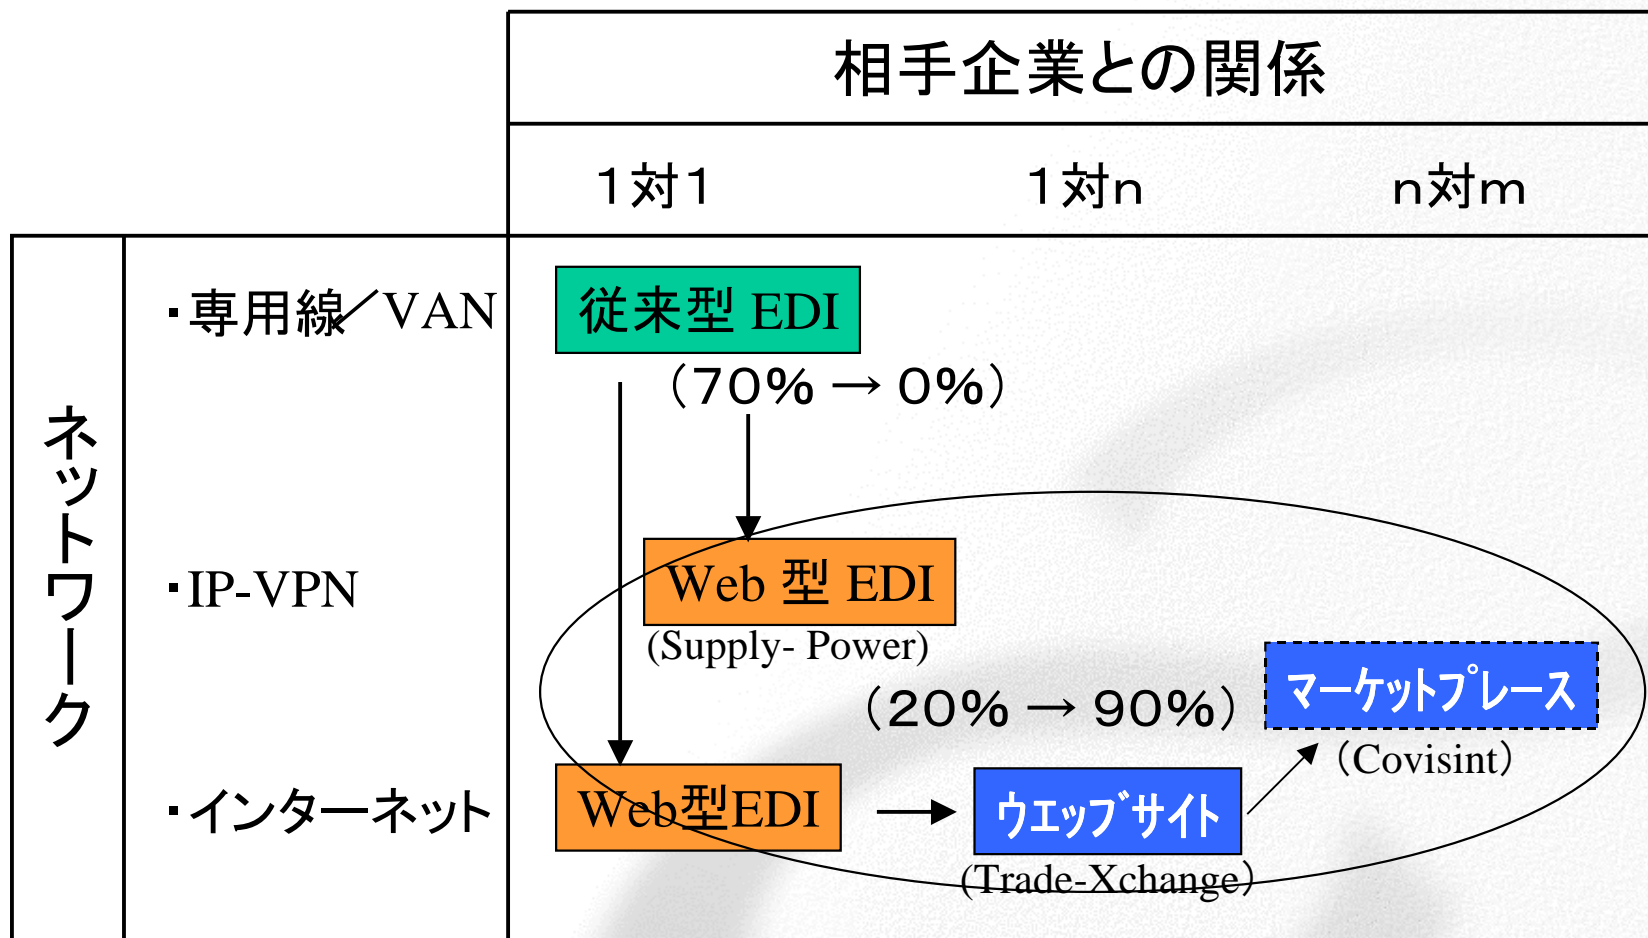 相手企業との関係
1対1 1対n n対m
ネットワーク
・専用線／VAN
従来型 EDI
（70% → 0%）
・IP-VPN
Web 型 EDI
(Supply- Power)
マーケットプレース
（20% → 90%）
（Covisint）
・インターネット
Web型EDI
ウエッブサイト
(Trade-Xchange)